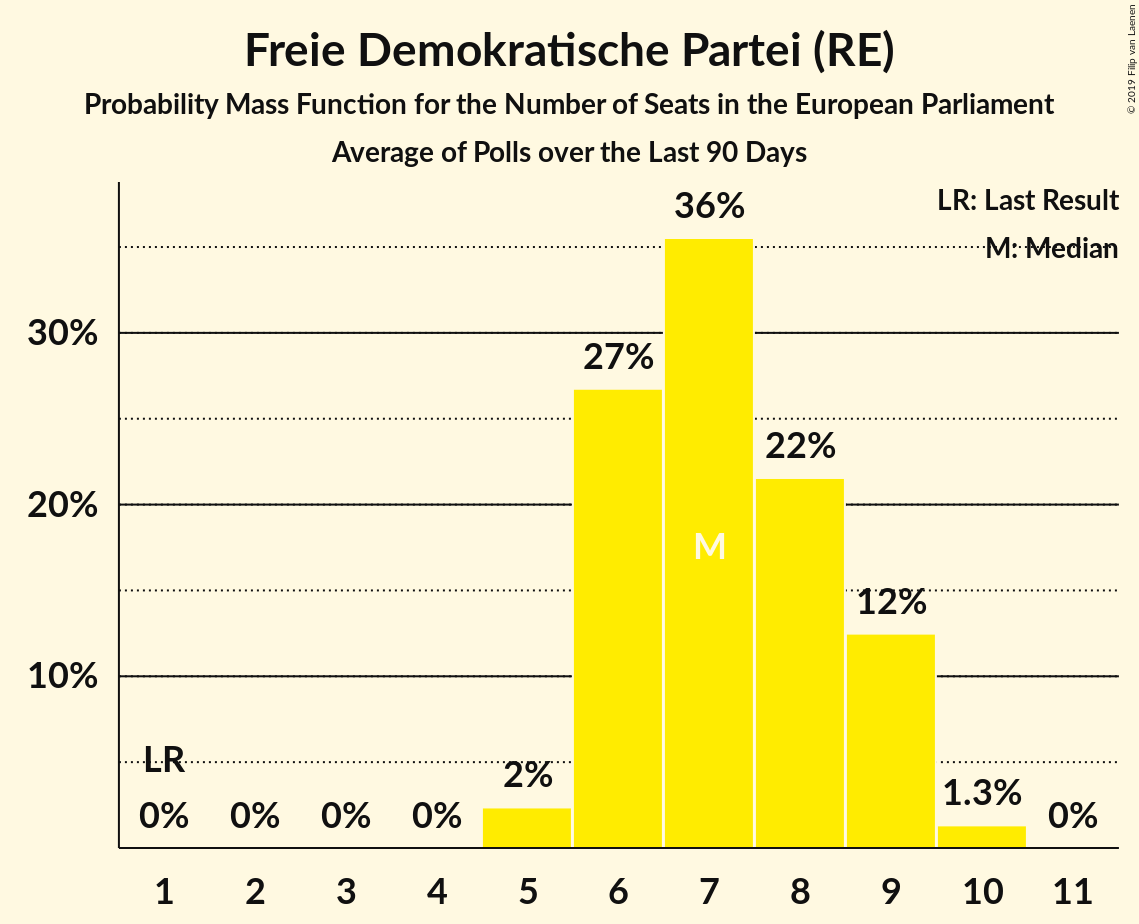 Freie Demokratische Partei (RE)
Probability Mass Function for the Number of Seats in the European Parliament
Average of Polls over the Last 90 Days
© 2019 Filip van Laenen
LR: Last Result
M: Median
36%
30%
27%
22%
20%
M
12%
10%
LR
2%
1.3%
0% 0% 0% 0% 0%
1 2 3 4 5 6 7 8 9 10 11